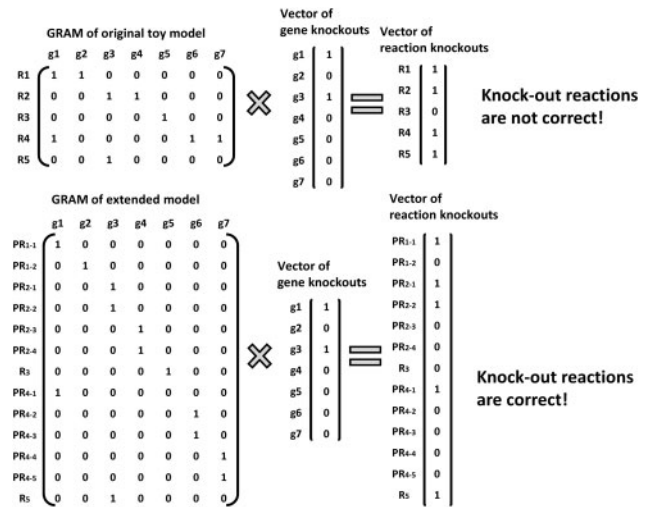 GRAM of original toy model
g1 g2 g3 g4 g5 g6 g7
R1 1 1 0 0 0 0 0
R2 0 0 1 1 0 0 0
R3 0 0 0 0 1 0 0
R4 1 0 0 0 0 1 1
R5 0 0 1 0 0 0 0
Vector of
gene knockouts
g1 1
g2 0
g3 1
g4 0
g5 0
g6 0
g7 0
Vector of
reaction knockouts
R1 1
R2 1
R3 0
R4 1
R5 1
Knock-out reactions
are not correct!
GRAM of extended model
g1 g2 g3 g4 g5 g6 g7
PR1-1 1 0 0 0 0 0 0
PR1-2 0 1 0 0 0 0 0
PR2-1 0 0 1 0 0 0 0
PR2-2 0 0 1 0 0 0 0
PR2-3 0 0 0 1 0 0 0
PR2-4 0 0 0 1 0 0 0
R3 0 0 0 0 1 0 0
PR4-1 1 0 0 0 0 0 0
PR4-2 0 0 0 0 0 1 0
PR4-3 0 0 0 0 0 1 0
PR4-4 0 0 0 0 0 0 1
PR4-5 0 0 0 0 0 0 1
R5 0 0 1 0 0 0 0
Vector of
gene knockouts
g1 1
g2 0
g3 1
g4 0
g5 0
g6 0
g7 0
Vector of
reaction knockouts
PR1-1 1
PR1-2 0
PR2-1 1
PR2-2 1
PR2-3 0
PR2-4 0
R3 0
PR4-1 1
PR4-2 0
PR4-3 0
PR4-4 0
PR4-5 0
R5 1
Knock-out reactions
are correct!